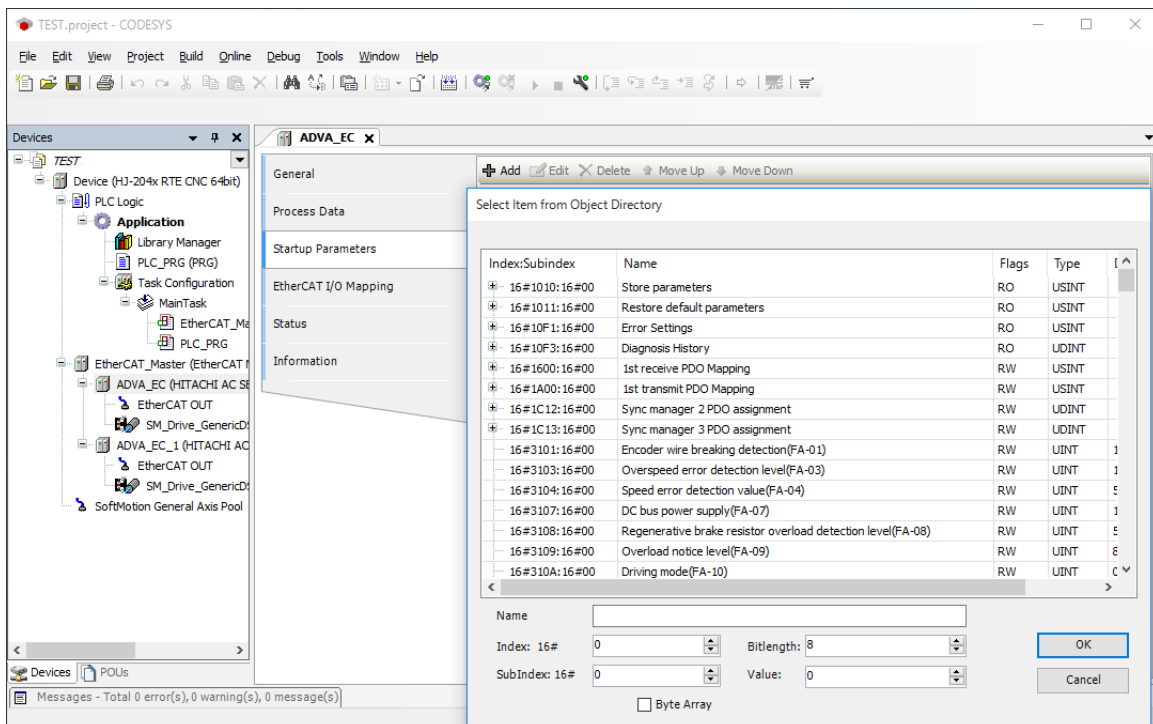 TEST.project - CODESYS
File Edit View Project Build Online Debug Tools Window Help
Devices
TEST
Device (HJ-204x RTE CNC 64bit)
PLC Logic
Application
Library Manager
PLC_PRG (PRG)
Task Configuration
MainTask
EtherCAT_Ma
PLC_PRG
EtherCAT_Master (EtherCAT M
ADVA_EC (HITACHI AC SE
EtherCAT OUT
SM_Drive_GenericDS
ADVA_EC_1 (HITACHI AC
EtherCAT OUT
SM_Drive_GenericDS
SoftMotion General Axis Pool
Devices POUs
Messages - Total 0 error(s), 0 warning(s), 0 message(s)
ADVA_EC
General
Process Data
Startup Parameters
EtherCAT I/O Mapping
Status
Information
Add Edit Delete Move Up Move Down
Select Item from Object Directory
Index:Subindex Name Flags Type
16#1010:16#00 Store parameters RO USINT
16#1011:16#00 Restore default parameters RO USINT
16#10F1:16#00 Error Settings RO USINT
16#10F3:16#00 Diagnosis History RO UDINT
16#1600:16#00 1st receive PDO Mapping RW USINT
16#1A00:16#00 1st transmit PDO Mapping RW USINT
16#1C12:16#00 Sync manager 2 PDO assignment RW UDINT
16#1C13:16#00 Sync manager 3 PDO assignment RW UDINT
16#3101:16#00 Encoder wire breaking detection(FA-01) RW UINT 1
16#3103:16#00 Overspeed error detection level(FA-03) RW UINT 1
16#3104:16#00 Speed error detection value(FA-04) RW UINT 5
16#3107:16#00 DC bus power supply(FA-07) RW UINT 1
16#3108:16#00 Regenerative brake resistor overload detection level(FA-08) RW UINT 5
16#3109:16#00 Overload notice level(FA-09) RW UINT 8
16#310A:16#00 Driving mode(FA-10) RW UINT 0
Name
Index: 16# 0 Bitlength: 8 OK
SubIndex: 16# 0 Value: 0 Cancel
Byte Array